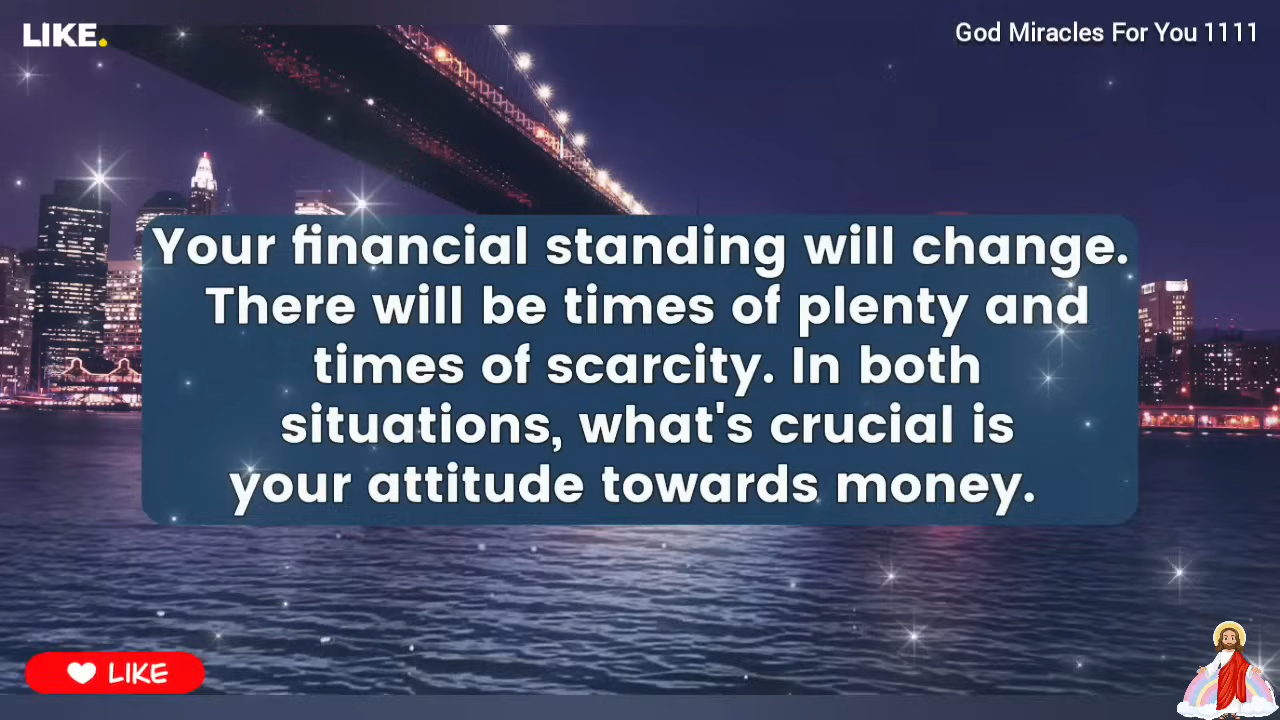 LIKE.
God Miracles For You 1111
Your financial standing will change.
There will be times of plenty and
times of scarcity. In both
situations, what's crucial is
your attitude towards money.
LIKE